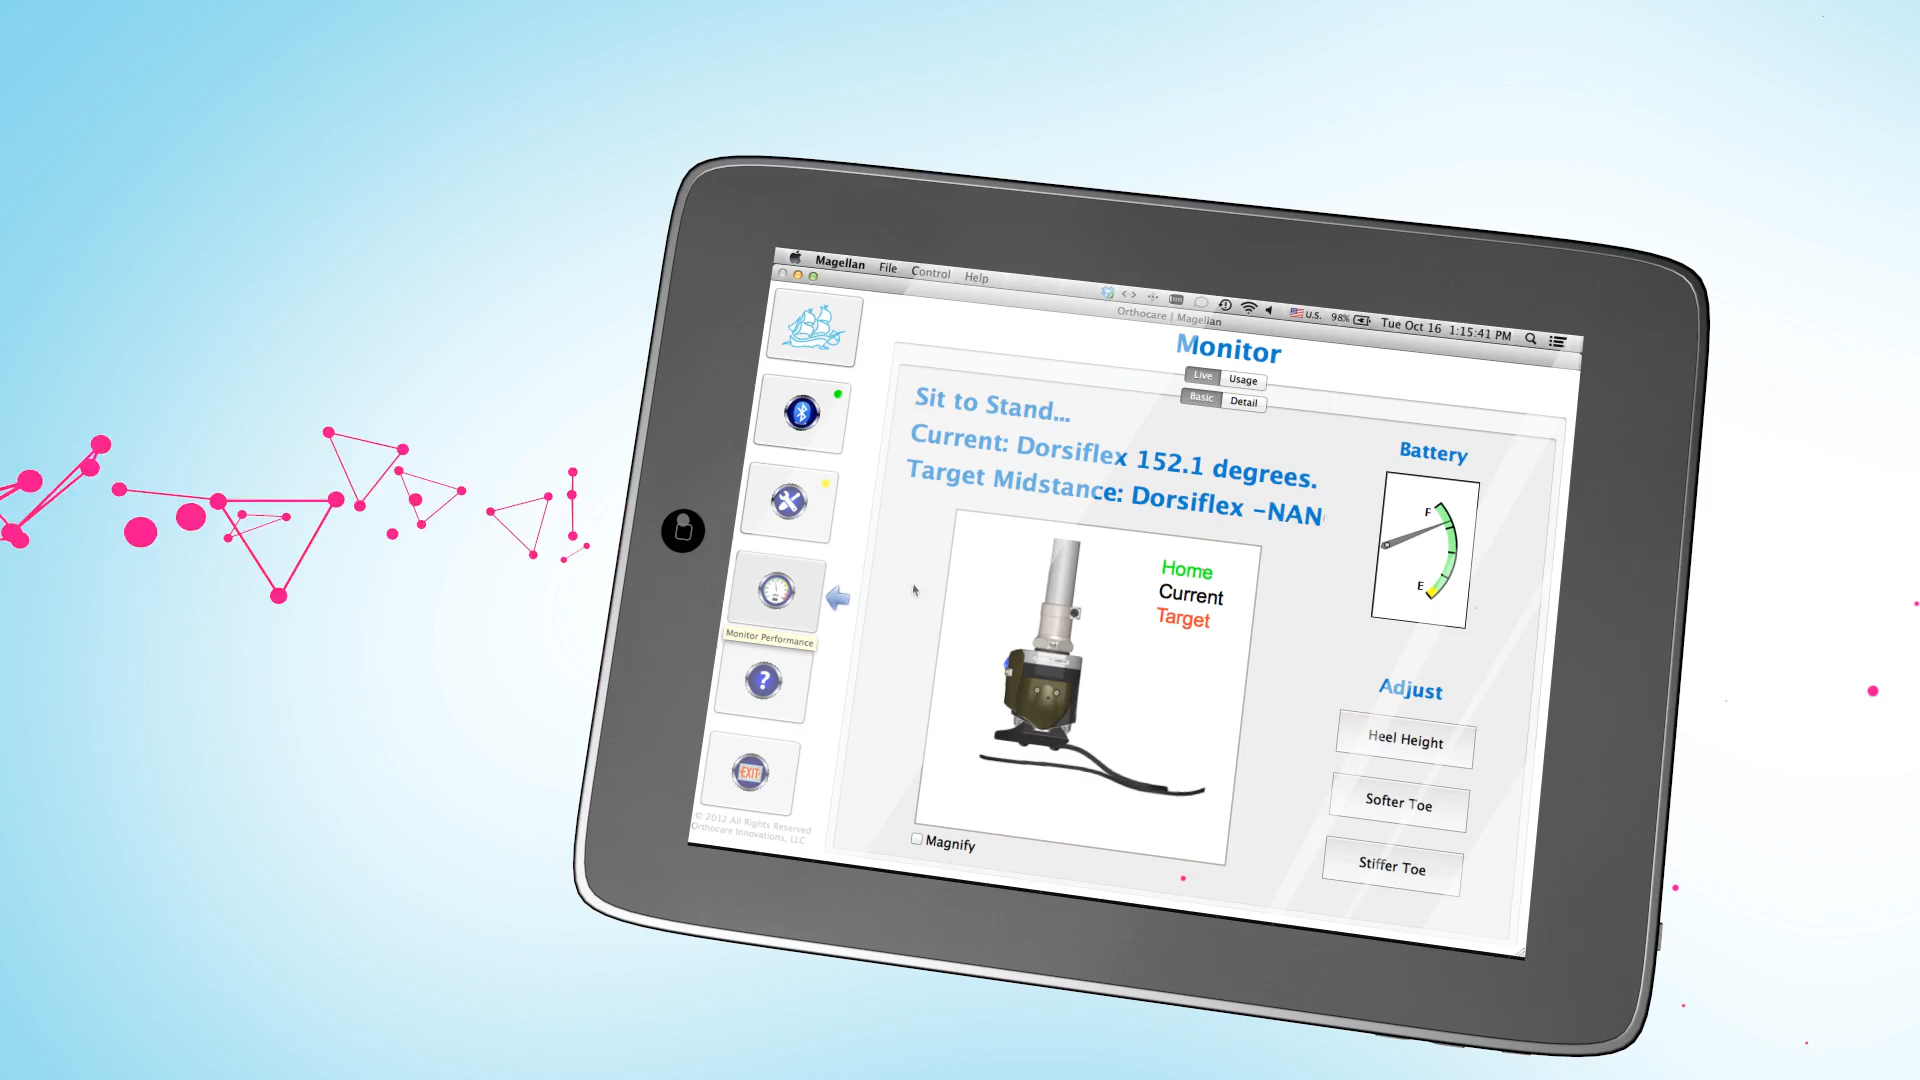 Magellan File Control Help
U.S. 98% Tue Oct 16 1:15:41 PM
Orthocare | Magellan
Monitor
Live Usage
Basic Detail
Sit to Stand...
Current: Dorsiflex 152.1 degrees.
Target Midstance: Dorsiflex -NAN
Battery
F
E
Home
Current
Target
Monitor Performance
?
EXIT
Adjust
Heel Height
Softer Toe
Stiffer Toe
Magnify
© 2012 All Rights Reserved
Orthocare Innovations, LLC